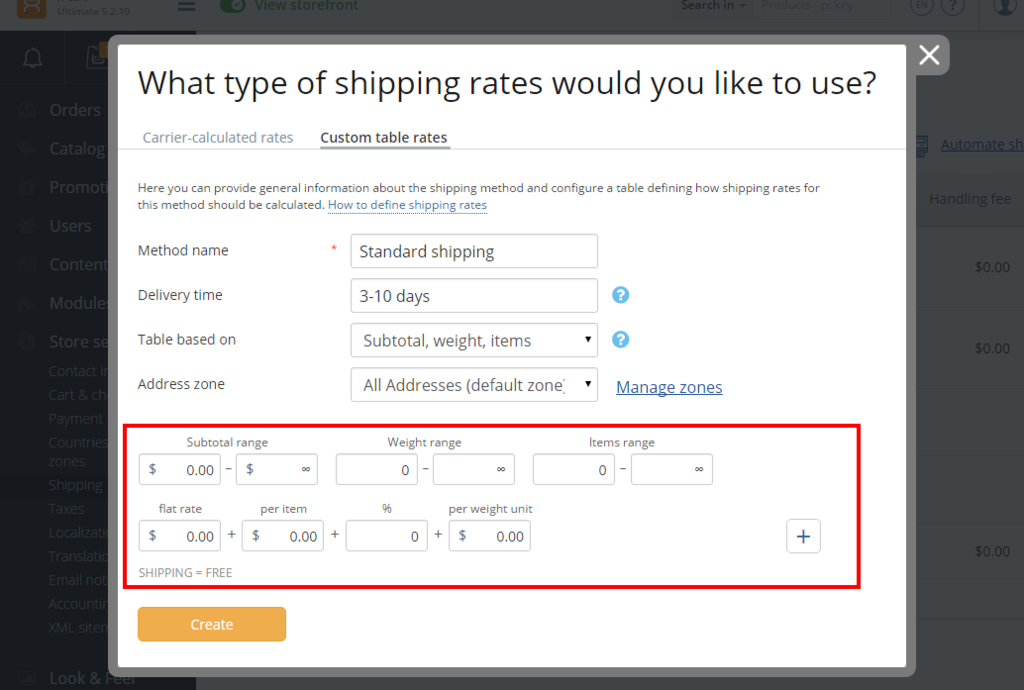 Ultimate 5.2.10
View storefront
Search in
Products - p: key
EN
?
What type of shipping rates would you like to use?
Carrier-calculated rates
Custom table rates
Here you can provide general information about the shipping method and configure a table defining how shipping rates for
this method should be calculated. How to define shipping rates
Method name * Standard shipping
Delivery time 3-10 days ?
Table based on Subtotal, weight, items ?
Address zone All Addresses (default zone) Manage zones
Subtotal range Weight range Items range
$ 0.00 – $ ∞ 0 – ∞ 0 – ∞
flat rate per item % per weight unit
$ 0.00 + $ 0.00 + 0 + $ 0.00 +
SHIPPING = FREE
Create
Orders
Catalog
Promoti
Users
Content
Modules
Store se
Contact in
Cart & ch
Payment
Countries
zones
Shipping
Taxes
Localizati
Translatio
Email not
Accountin
XML sitem
Look & Feel
Automate sh
Handling fee
$0.00
$0.00
$0.00